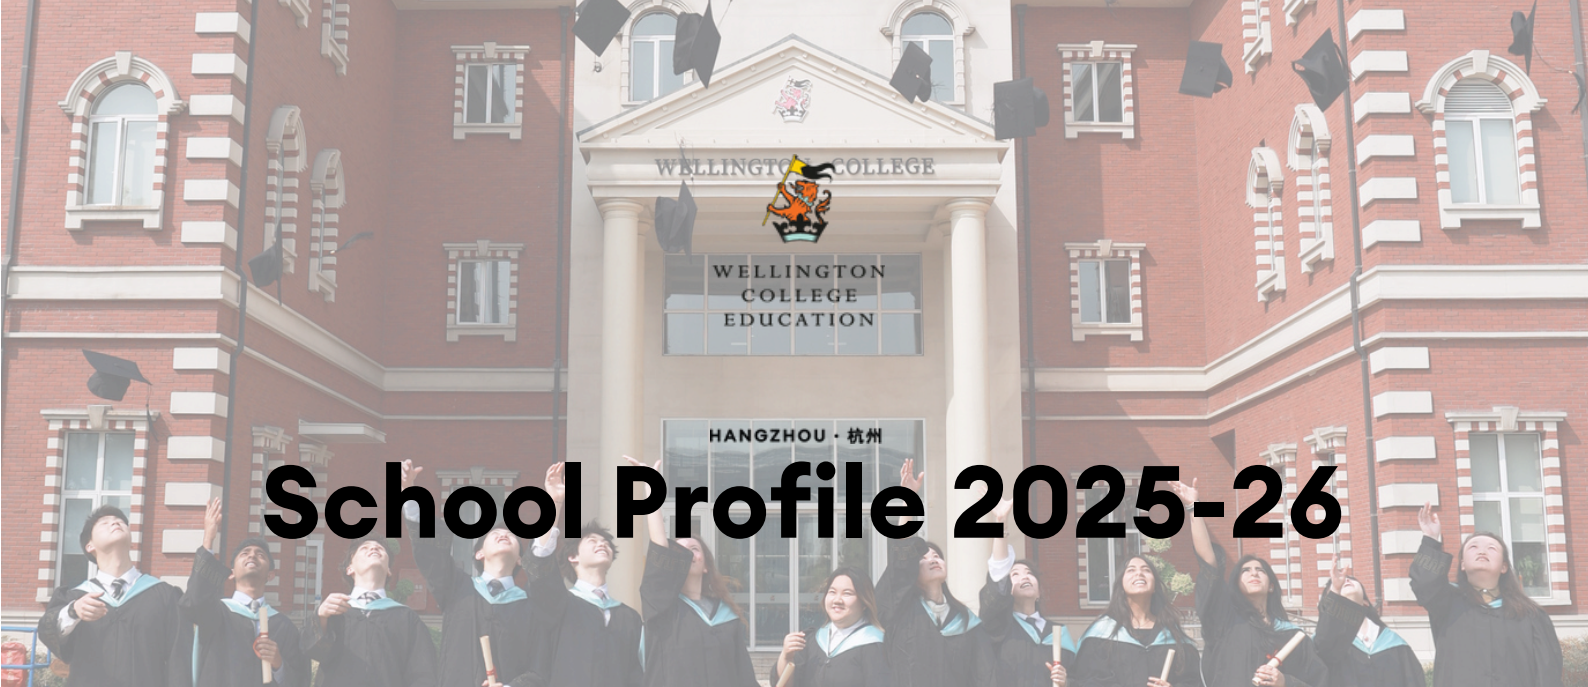 WELLINGTON COLLEGE
WELLINGTON
COLLEGE
EDUCATION
HANGZHOU · 杭州
School Profile 2025-26